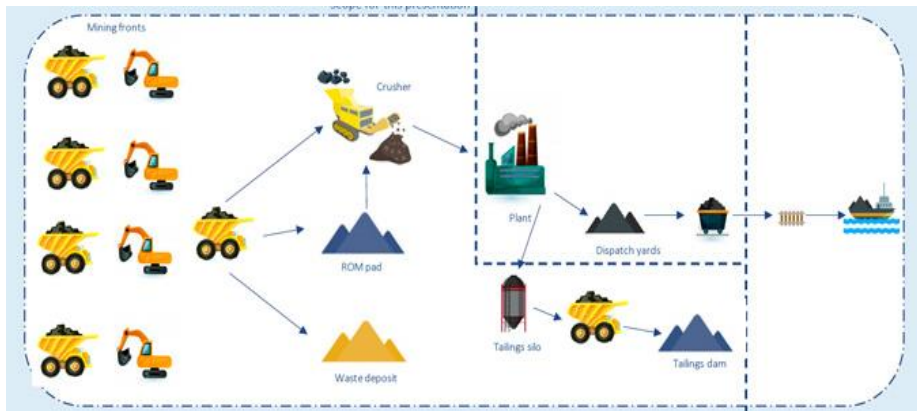 scope for this presentation
Mining fronts
Crusher
Plant
Dispatch yards
ROM pad
Tailings silo
Tailings dam
Waste deposit